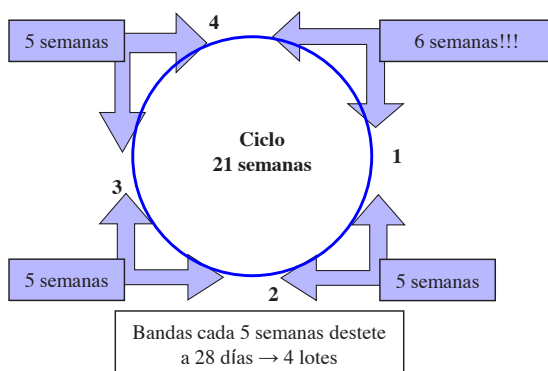 4
5 semanas
6 semanas!!!
Ciclo
21 semanas
1
3
5 semanas
5 semanas
2
Bandas cada 5 semanas destete
a 28 días → 4 lotes